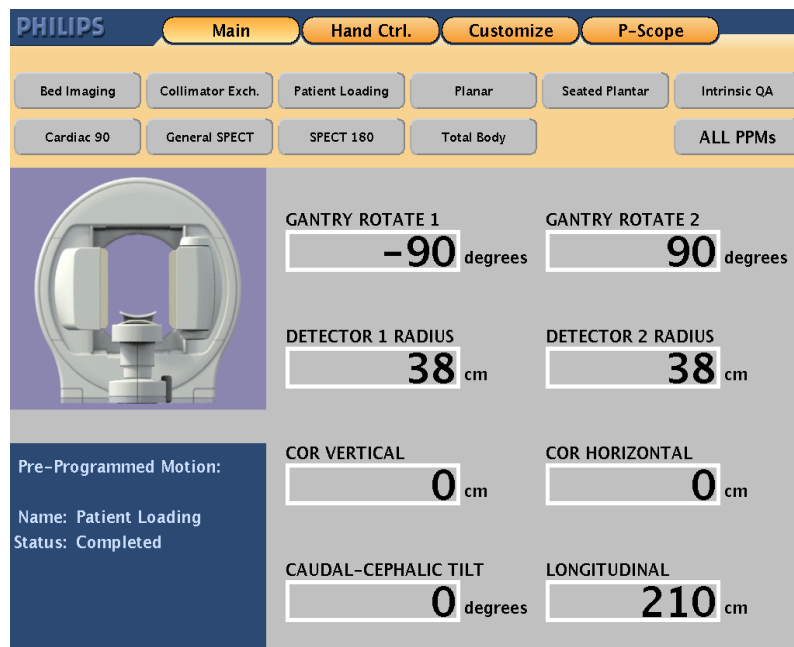 PHILIPS
Main Hand Ctrl. Customize P-Scope
Bed Imaging Collimator Exch. Patient Loading Planar Seated Plantar Intrinsic QA
Cardiac 90 General SPECT SPECT 180 Total Body ALL PPMs
GANTRY ROTATE 1 GANTRY ROTATE 2
-90 degrees 90 degrees
DETECTOR 1 RADIUS DETECTOR 2 RADIUS
38 cm 38 cm
COR VERTICAL COR HORIZONTAL
0 cm 0 cm
CAUDAL-CEPHALIC TILT LONGITUDINAL
0 degrees 210 cm
Pre-Programmed Motion:
Name: Patient Loading
Status: Completed